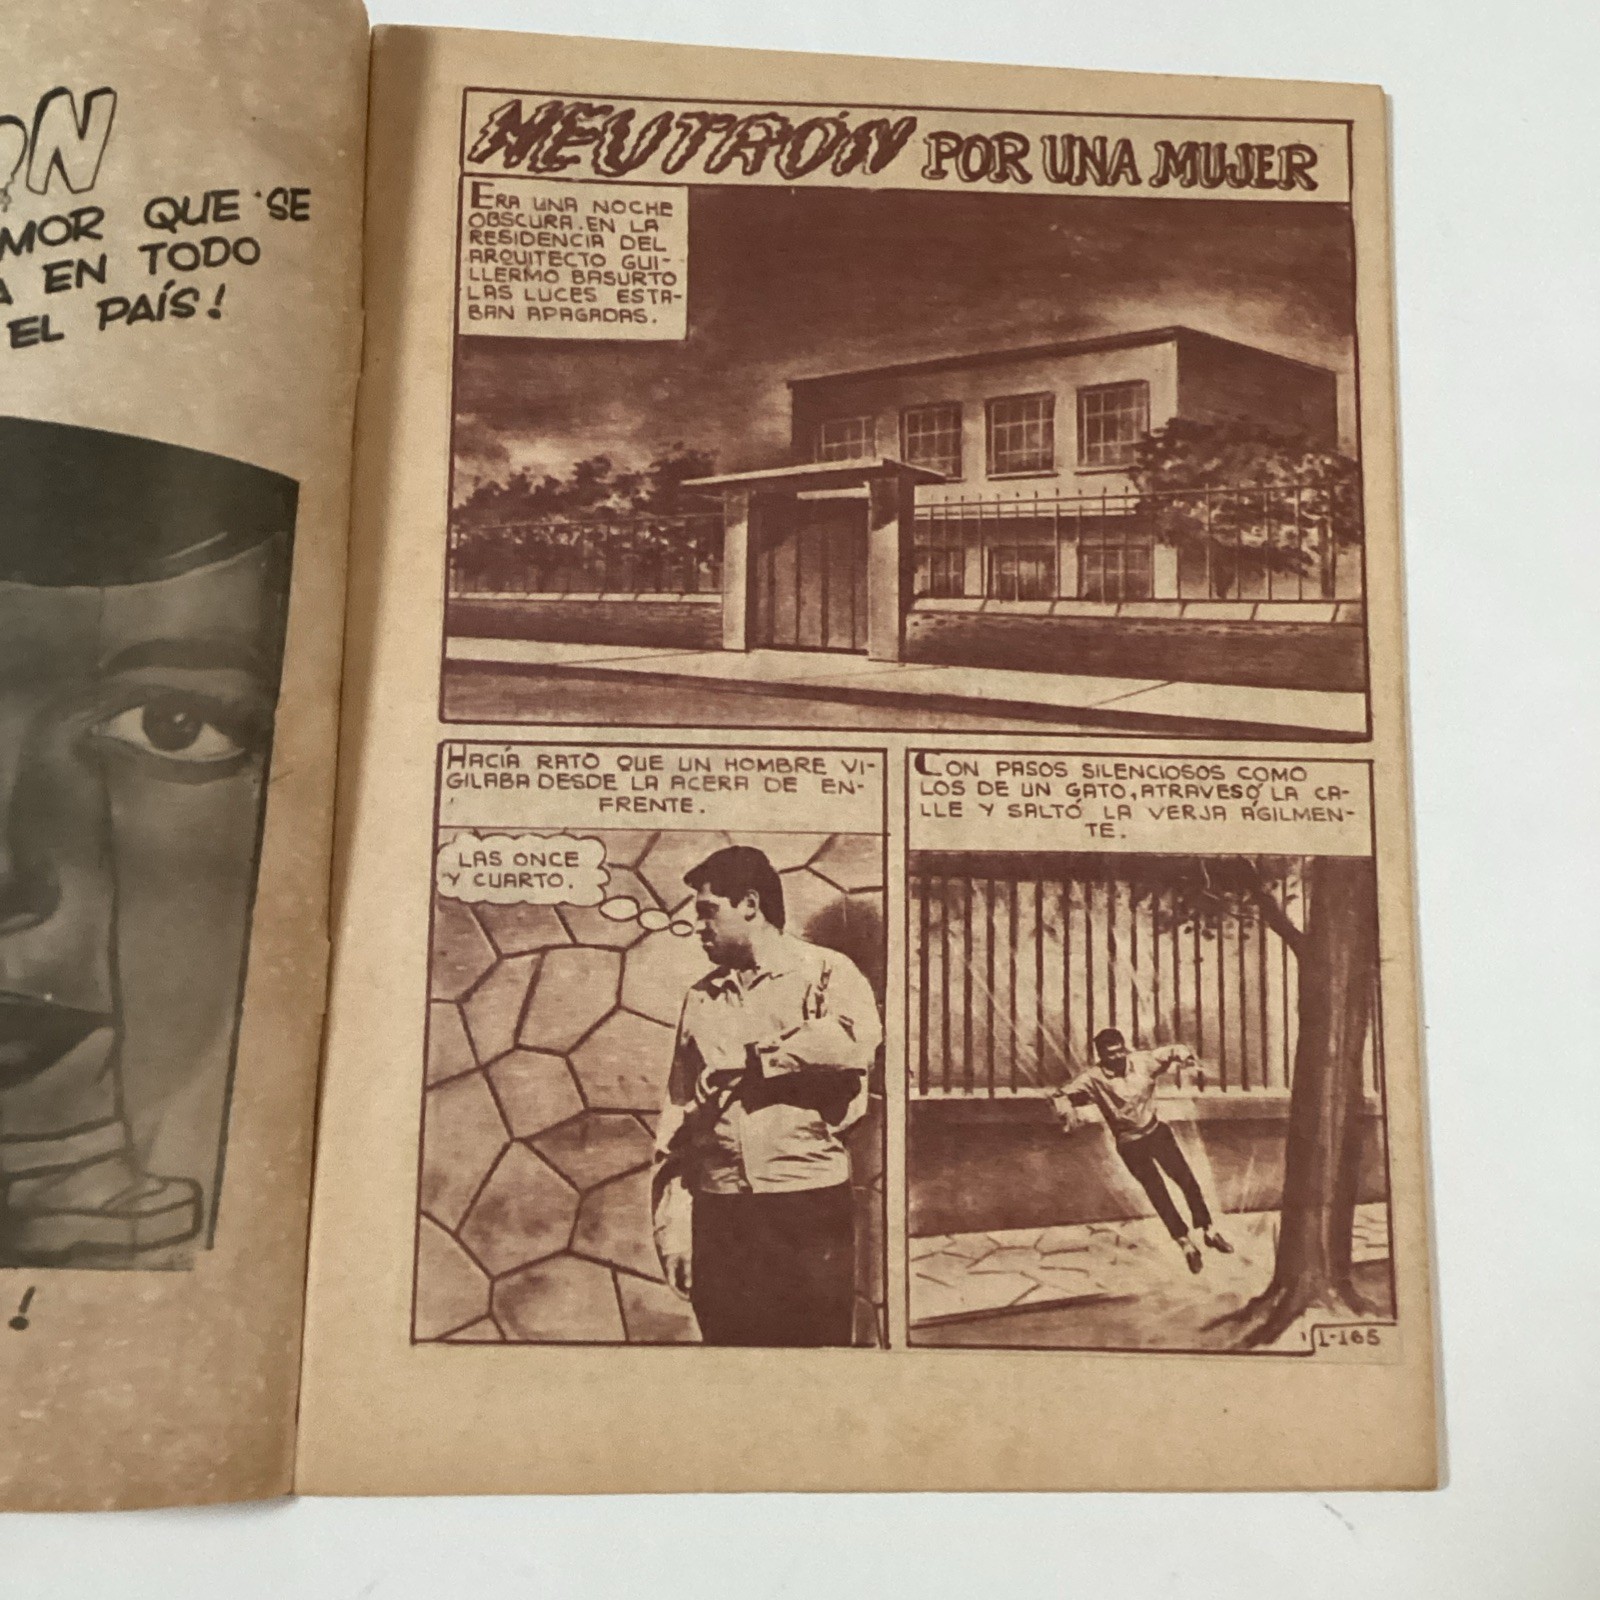 ON
MOR QUE SE
A EN TODO
EL PAÍS!
!
NEUTRÓN POR UNA MUJER
ERA UNA NOCHE
OBSCURA. EN LA
RESIDENCIA DEL
ARQUITECTO GUI-
LLERMO BASURTO
LAS LUCES ESTA-
BAN APAGADAS.
HACÍA RATO QUE UN HOMBRE VI-
GILABA DESDE LA ACERA DE EN-
FRENTE.
LAS ONCE
Y CUARTO.
CON PASOS SILENCIOSOS COMO
LOS DE UN GATO, ATRAVESÓ LA CA-
LLE Y SALTÓ LA VERJA ÁGILMEN-
TE.
1-165